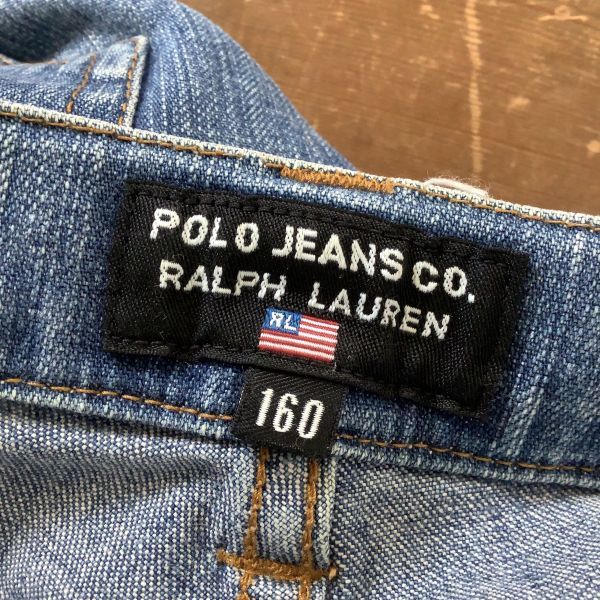 POLO JEANS CO.
RALPH LAUREN
RL
160